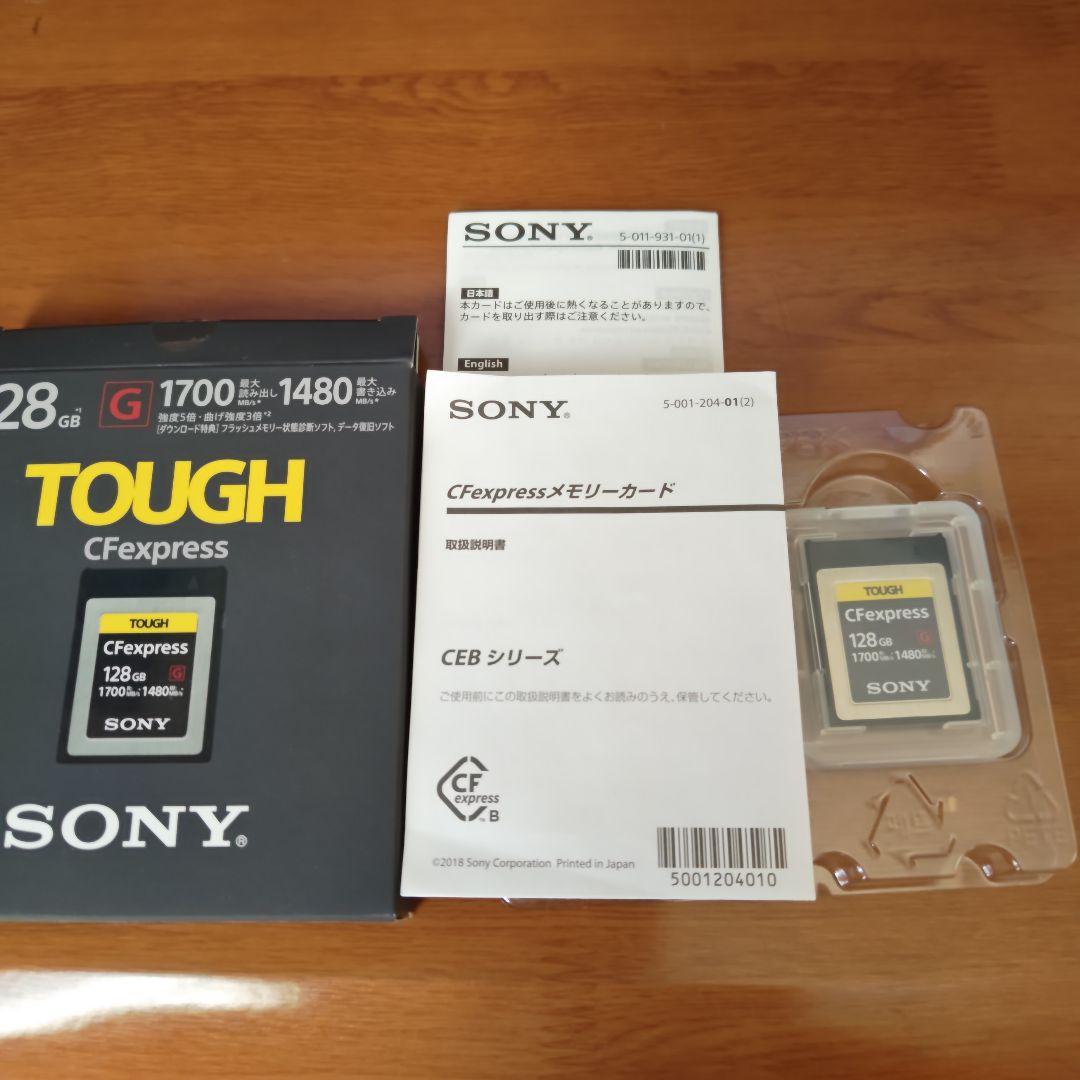 SONY®
5-011-931-01(1)
日本語
本カードはご使用後に熱くなることがありますので、
カードを取り出す際はご注意ください。
English
28GB*1
G
1700 最大 読み出し MB/s*
1480 最大 書き込み MB/s*
強度5倍・曲げ強度3倍*2
[ダウンロード特典] フラッシュメモリー状態診断ソフト, データ復旧ソフト
TOUGH
CFexpress
TOUGH
CFexpress
128GB G
1700 MB/s 1480 MB/s
SONY
SONY®
SONY®
5-001-204-01(2)
CFexpressメモリーカード
取扱説明書
CEB シリーズ
ご使用前にこの取扱説明書をよくお読みのうえ、保管してください。
CF
express
™ B
©2018 Sony Corporation Printed in Japan
5001204010
TOUGH
CFexpress
128GB G
1700 MB/s 1480 MB/s
SONY